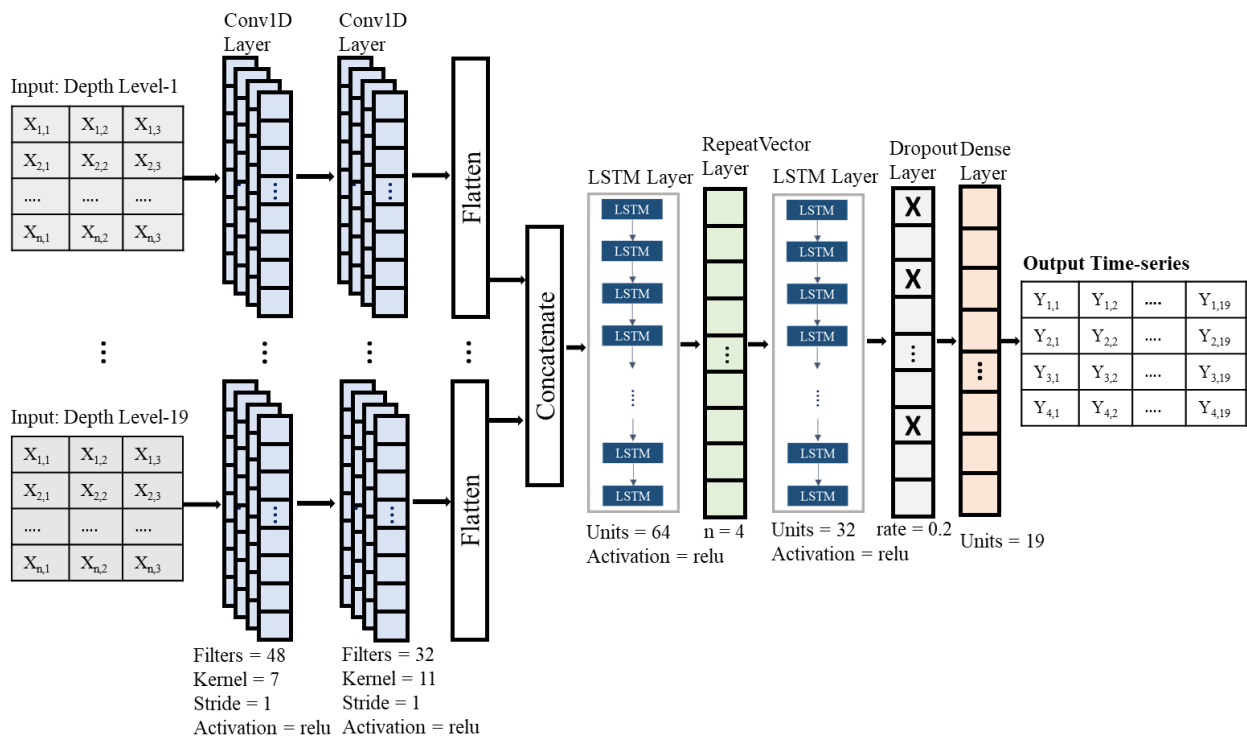 Conv1D
Layer
Conv1D
Layer
Input: Depth Level-1
X1,1 X1,2 X1,3
X2,1 X2,2 X2,3
.... .... ....
Xn,1 Xn,2 Xn,3
...
...
Flatten
...
...
...
...
Input: Depth Level-19
X1,1 X1,2 X1,3
X2,1 X2,2 X2,3
.... .... ....
Xn,1 Xn,2 Xn,3
...
...
Flatten
Filters = 48
Kernel = 7
Stride = 1
Activation = relu
Filters = 32
Kernel = 11
Stride = 1
Activation = relu
Concatenate
LSTM Layer
LSTM
LSTM
LSTM
LSTM
....
LSTM
LSTM
Units = 64
Activation = relu
RepeatVector
Layer
...
n = 4
LSTM Layer
LSTM
LSTM
LSTM
LSTM
....
LSTM
LSTM
Units = 32
Activation = relu
Dropout
Layer
X
X
...
X
rate = 0.2
Dense
Layer
...
Units = 19
Output Time-series
Y1,1 Y1,2 .... Y1,19
Y2,1 Y2,2 .... Y2,19
Y3,1 Y3,2 .... Y3,19
Y4,1 Y4,2 .... Y4,19